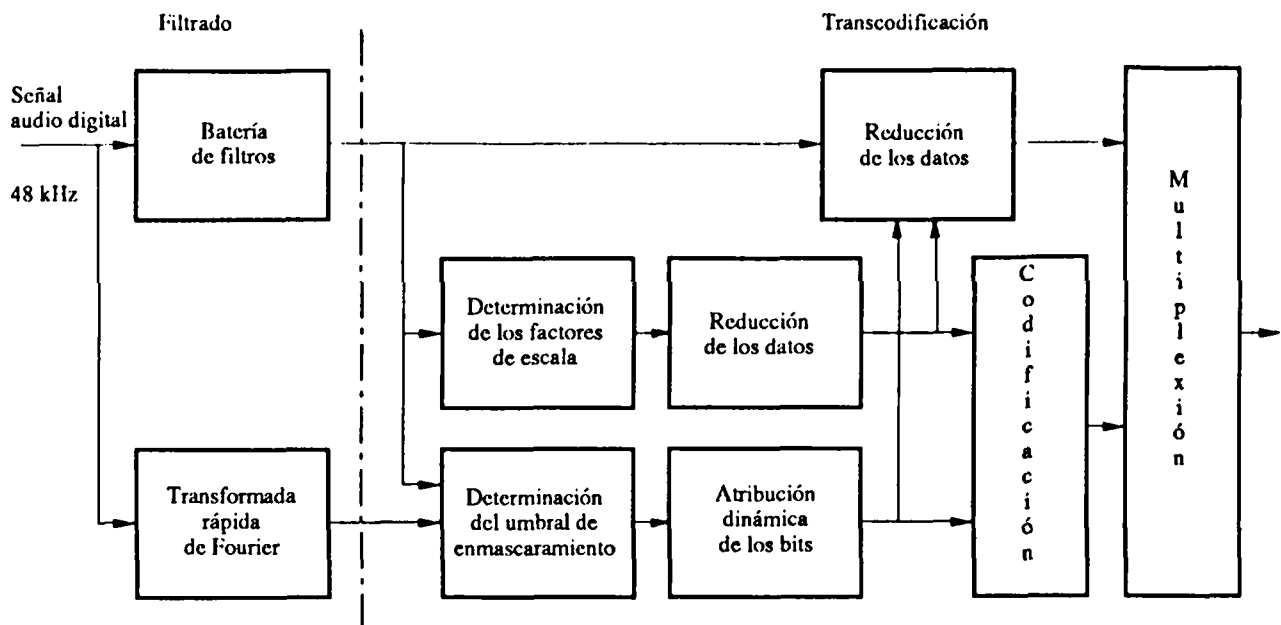 Filtrado
Transcodificación
Señal
audio digital
48 kHz
Batería
de filtros
Reducción
de los datos
Multiplexión
Determinación
de los factores
de escala
Reducción
de los datos
Codificación
Transformada
rápida
de Fourier
Determinación
del umbral de
enmascaramiento
Atribución
dinámica
de los bits